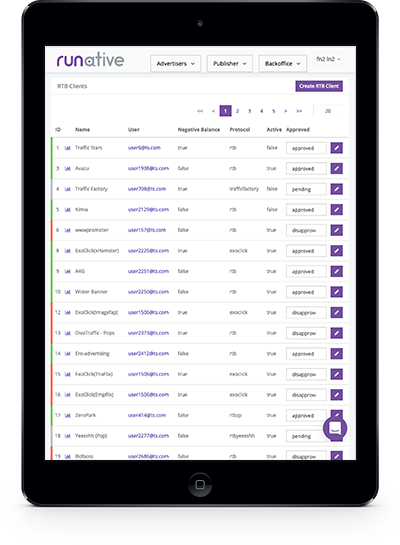 runative
Advertisers Publisher Backoffice fn2 ln2
RTB Clients Create RTB Client
<< < 1 2 3 4 5 > >> 20
ID Name User Negative Balance Protocol Active Approved
1 Traffic Stars user6@ts.com true rtb false approved
3 Avazu user1938@ts.com false rtb true approved
4 Traffic Factory user708@ts.com true trafficfactory false pending
5 Kimia user2129@ts.com false rtb false approved
6 wwwpromoter user157@ts.com true rtb false disapprov
8 ExoClick(xHamster) user2225@ts.com true exoclick true approved
9 A4G user2251@ts.com false rtb true approved
10 Wister Banner user2250@ts.com false rtb true approved
12 ExoClick(Imagefap) user1506@ts.com true exoclick true disapprov
13 DivaTraffic - Pops user2373@ts.com true rtb true disapprov
14 Ero-advertising user2412@ts.com false rtb true approved
15 ExoClick(TnaFlix) user1506@ts.com true exoclick true disapprov
16 ExoClick(Empflix) user1506@ts.com true exoclick true disapprov
17 ZeroPark user414@ts.com false rtbzp true approved
18 Yeesshh (Pop) user2277@ts.com false rtbyeesshh true pending
19 Bidboss user2686@ts.com true rtb true disapprov